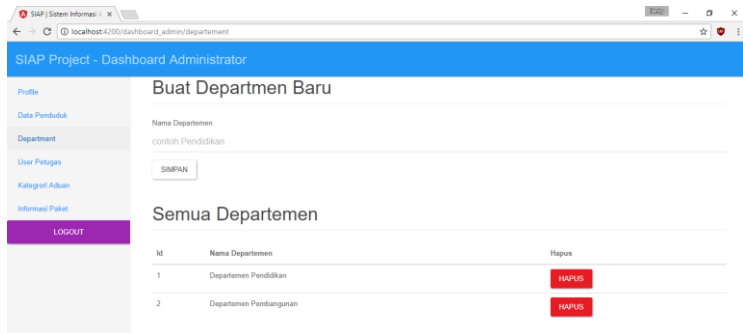 SIAP | Sistem Informasi
localhost:4200/dashboard_admin/departement
SIAP Project - Dashboard Administrator
Profile
Data Penduduk
Department
User Petugas
Kategrori Aduan
Informasi Paket
LOGOUT
Buat Departmen Baru
Nama Departemen
contoh:Pendidikan
SIMPAN
Semua Departemen
Id Nama Departemen Hapus
1 Departemen Pendidikan HAPUS
2 Departemen Pembangunan HAPUS